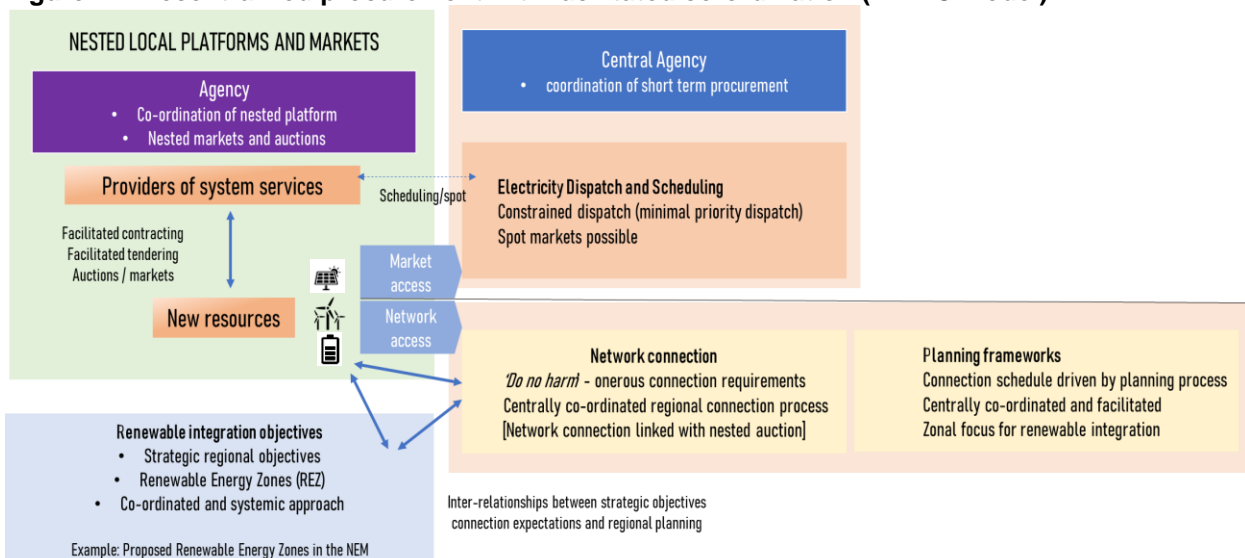 NESTED LOCAL PLATFORMS AND MARKETS
Agency
• Co-ordination of nested platform
• Nested markets and auctions
Providers of system services
Facilitated contracting
Facilitated tendering
Auctions / markets
New resources
Scheduling/spot
Market
access
Network
access
Central Agency
• coordination of short term procurement
Electricity Dispatch and Scheduling
Constrained dispatch (minimal priority dispatch)
Spot markets possible
Network connection
'Do no harm' - onerous connection requirements
Centrally co-ordinated regional connection process
[Network connection linked with nested auction]
Planning frameworks
Connection schedule driven by planning process
Centrally co-ordinated and facilitated
Zonal focus for renewable integration
Renewable integration objectives
• Strategic regional objectives
• Renewable Energy Zones (REZ)
• Co-ordinated and systemic approach
Example: Proposed Renewable Energy Zones in the NEM
Inter-relationships between strategic objectives
connection expectations and regional planning